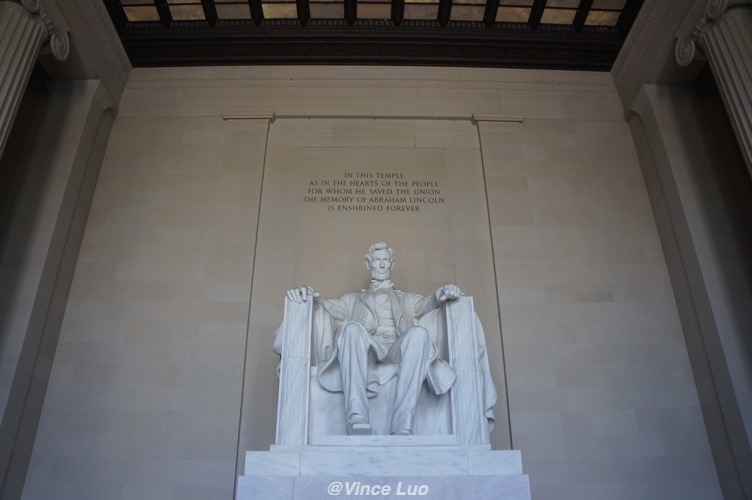 IN THIS TEMPLE
AS IN THE HEARTS OF THE PEOPLE
FOR WHOM HE SAVED THE UNION
THE MEMORY OF ABRAHAM LINCOLN
IS ENSHRINED FOREVER
@Vince Luo